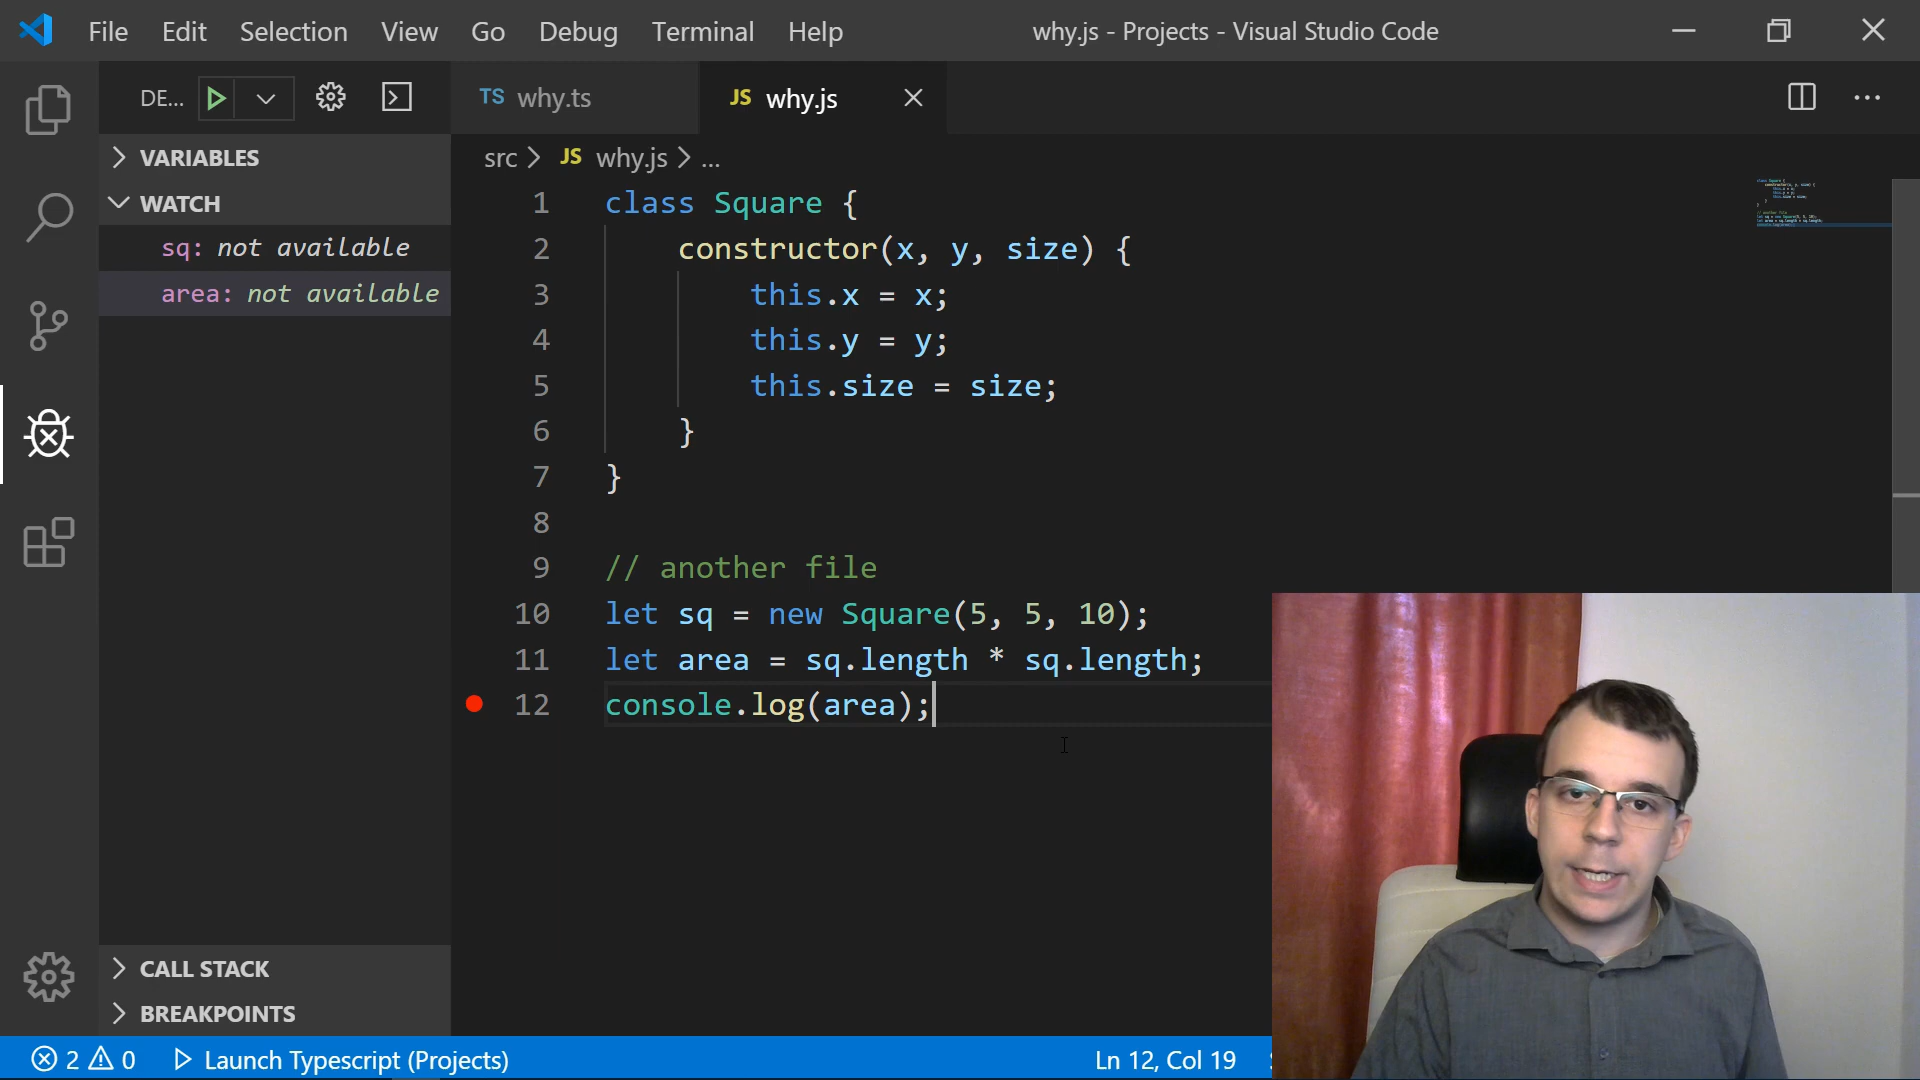 File Edit Selection View Go Debug Terminal Help why.js - Projects - Visual Studio Code
DE...
TS why.ts JS why.js
VARIABLES
WATCH
sq: not available
area: not available
src > JS why.js > ...
1 class Square {
2 constructor(x, y, size) {
3 this.x = x;
4 this.y = y;
5 this.size = size;
6 }
7 }
8
9 // another file
10 let sq = new Square(5, 5, 10);
11 let area = sq.length * sq.length;
12 console.log(area);
CALL STACK
BREAKPOINTS
2 0 Launch Typescript (Projects) Ln 12, Col 19